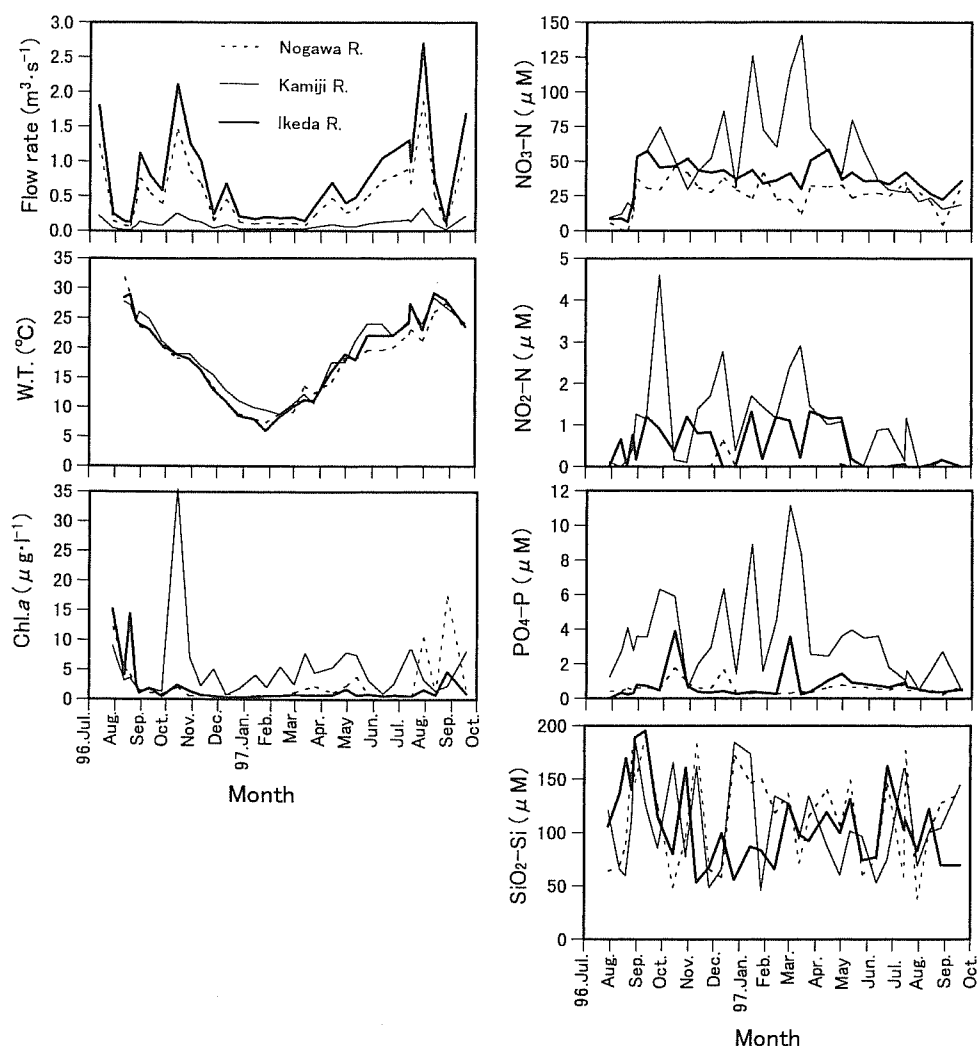 Flow rate (m³·s⁻¹)
3.0
2.5
2.0
1.5
1.0
0.5
0.0
Nogawa R.
Kamiji R.
Ikeda R.
W.T. (°C)
35
30
25
20
15
10
5
0
Chl.a (μg·l⁻¹)
35
30
25
20
15
10
5
0
96.Jul.
Aug.
Sep.
Oct.
Nov.
Dec.
97.Jan.
Feb.
Mar
Apr.
May
Jun.
Jul.
Aug.
Sep.
Oct.
Month
NO₃-N (μM)
150
125
100
75
50
25
0
NO₂-N (μM)
5
4
3
2
1
0
PO₄-P (μM)
12
10
8
6
4
2
0
SiO₂-Si (μM)
200
150
100
50
0
96.Jul.
Aug.
Sep.
Oct.
Nov.
Dec.
97.Jan.
Feb.
Mar.
Apr.
May
Jun.
Jul.
Aug.
Sep.
Oct.
Month